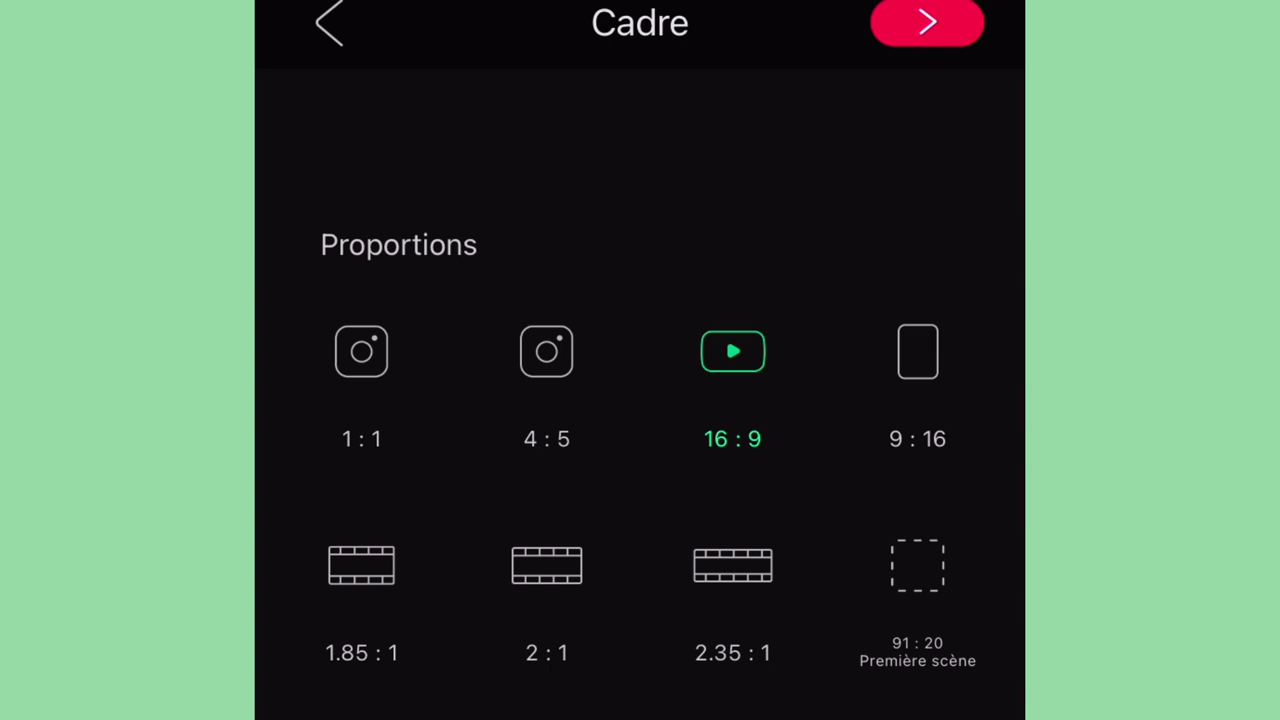 Cadre
Proportions
1 : 1
4 : 5
16 : 9
9 : 16
1.85 : 1
2 : 1
2.35 : 1
91 : 20
Première scène